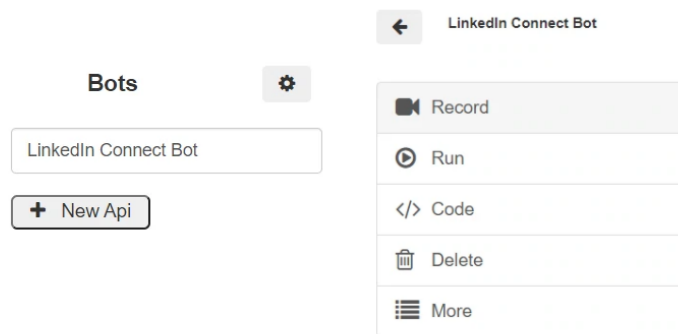 Bots
LinkedIn Connect Bot
New Api
LinkedIn Connect Bot
Record
Run
Code
Delete
More